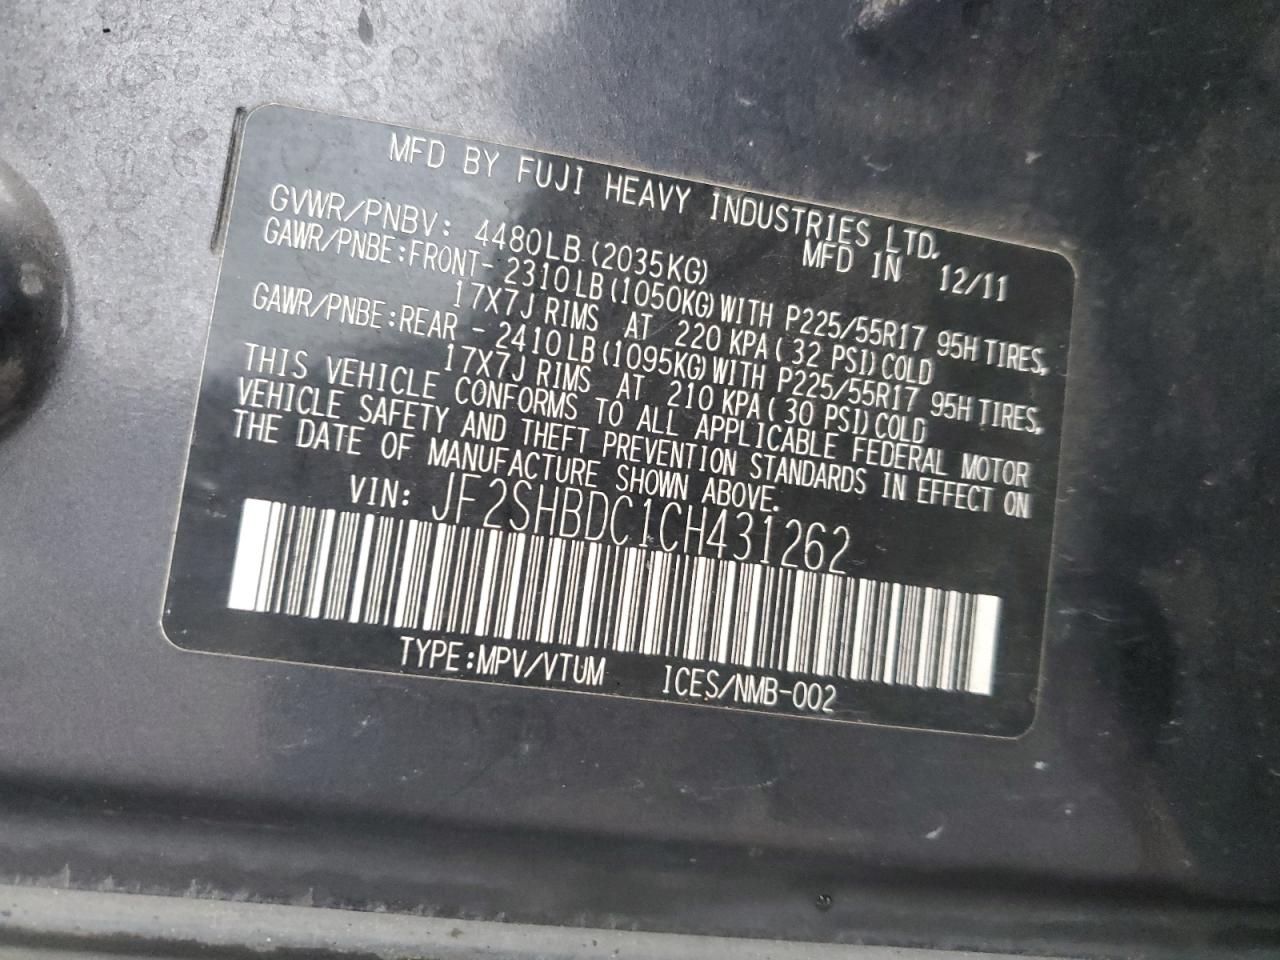 MFD BY FUJI HEAVY INDUSTRIES LTD.
MFD IN 12/11
GVWR/PNBV: 4480LB (2035KG)
GAWR/PNBE:FRONT- 2310LB(1050KG)WITH P225/55R17 95H TIRES,
17X7J RIMS AT 220 KPA( 32 PSI)COLD
GAWR/PNBE:REAR - 2410LB(1095KG)WITH P225/55R17 95H TIRES,
17X7J RIMS AT 210 KPA( 30 PSI)COLD
THIS VEHICLE CONFORMS TO ALL APPLICABLE FEDERAL MOTOR
VEHICLE SAFETY AND THEFT PREVENTION STANDARDS IN EFFECT ON
THE DATE OF MANUFACTURE SHOWN ABOVE.
VIN: JF2SHBDC1CH431262
TYPE:MPV/VTUM ICES/NMB-002